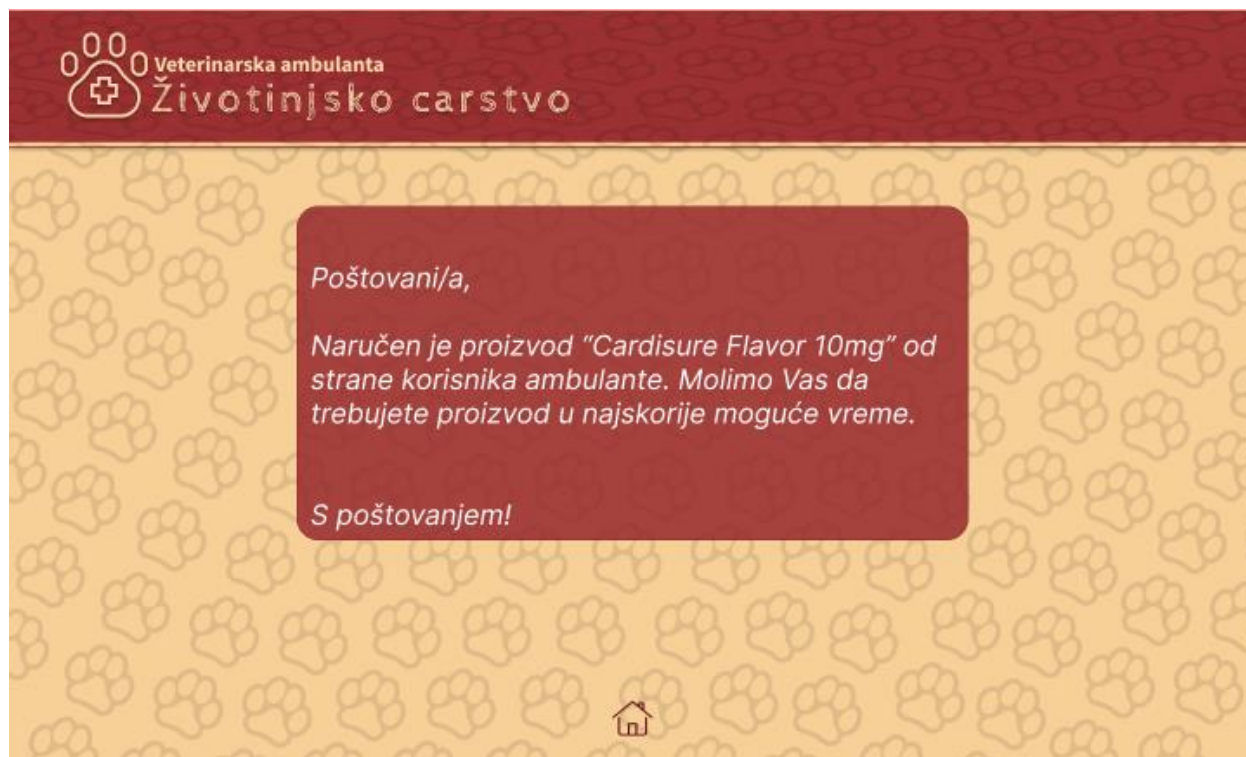 Veterinarska ambulanta
Životinjsko carstvo
Poštovani/a,
Naručen je proizvod “Cardisure Flavor 10mg” od
strane korisnika ambulante. Molimo Vas da
trebujete proizvod u najskorije moguće vreme.
S poštovanjem!